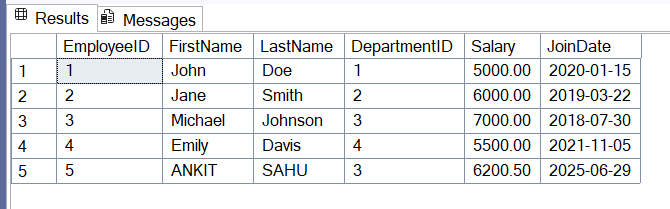 Results Messages
EmployeeID FirstName LastName DepartmentID Salary JoinDate
1 1 John Doe 1 5000.00 2020-01-15
2 2 Jane Smith 2 6000.00 2019-03-22
3 3 Michael Johnson 3 7000.00 2018-07-30
4 4 Emily Davis 4 5500.00 2021-11-05
5 5 ANKIT SAHU 3 6200.50 2025-06-29